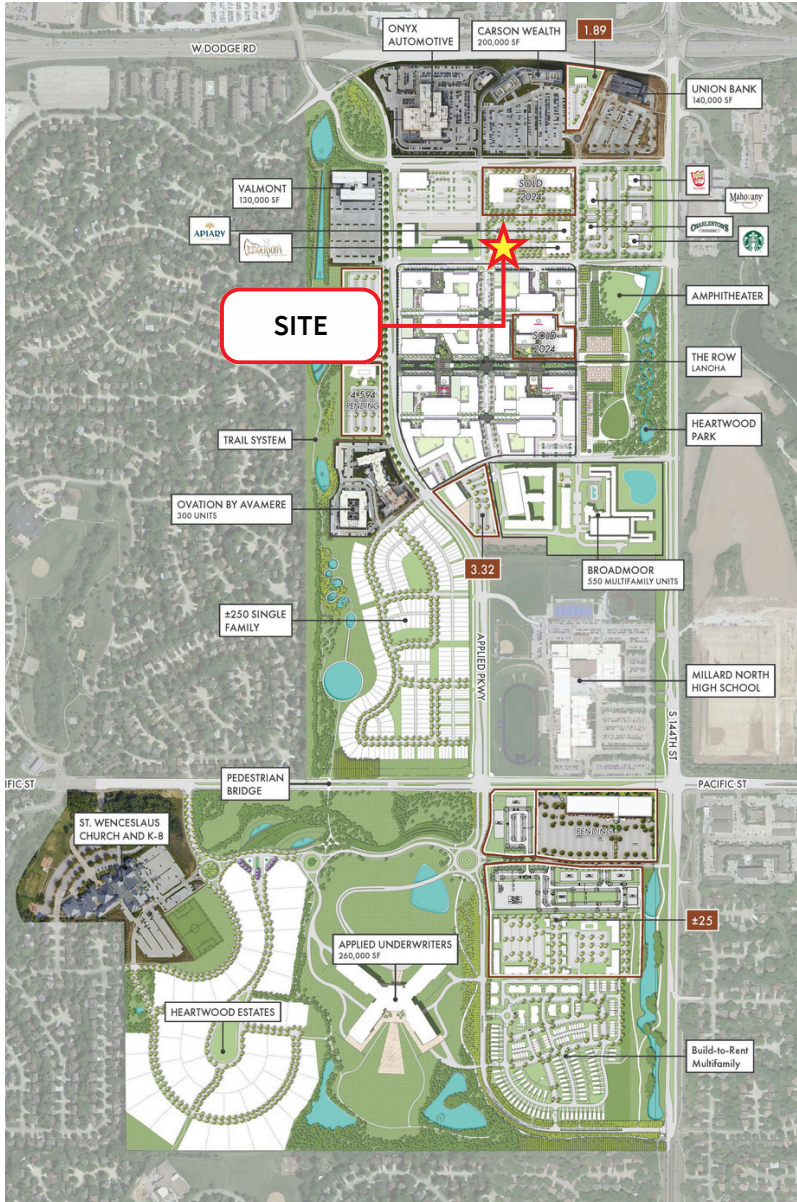 W DODGE RD
ONYX
AUTOMOTIVE
CARSON WEALTH
200,000 SF
1.89
UNION BANK
140,000 SF
VALMONT
130,000 SF
SOLD
2024
Mahogany
APIARY
CHARLESTON'S
SITE
AMPHITHEATER
SOLD
2024
THE ROW
LANOHA
4.594
PENDING
TRAIL SYSTEM
HEARTWOOD
PARK
OVATION BY AVAMERE
300 UNITS
3.32
BROADMOOR
550 MULTIFAMILY UNITS
±250 SINGLE
FAMILY
APPLIED PKWY
MILLARD NORTH
HIGH SCHOOL
S 144TH ST
IFIC ST
PEDESTRIAN
BRIDGE
PACIFIC ST
ST. WENCESLAUS
CHURCH AND K-8
PENDING
±25
APPLIED UNDERWRITERS
260,000 SF
HEARTWOOD ESTATES
Build-to-Rent
Multifamily